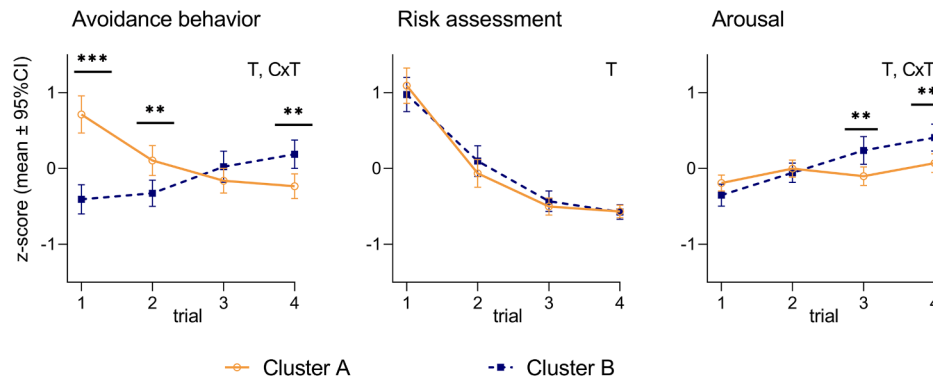 Avoidance behavior
Risk assessment
Arousal
z-score (mean ± 95%CI)
1
0
-1
***
**
**
T, CxT
1 2 3 4
trial
1
0
-1
T
1 2 3 4
trial
1
0
-1
T, CxT
**
**
1 2 3 4
trial
Cluster A
Cluster B